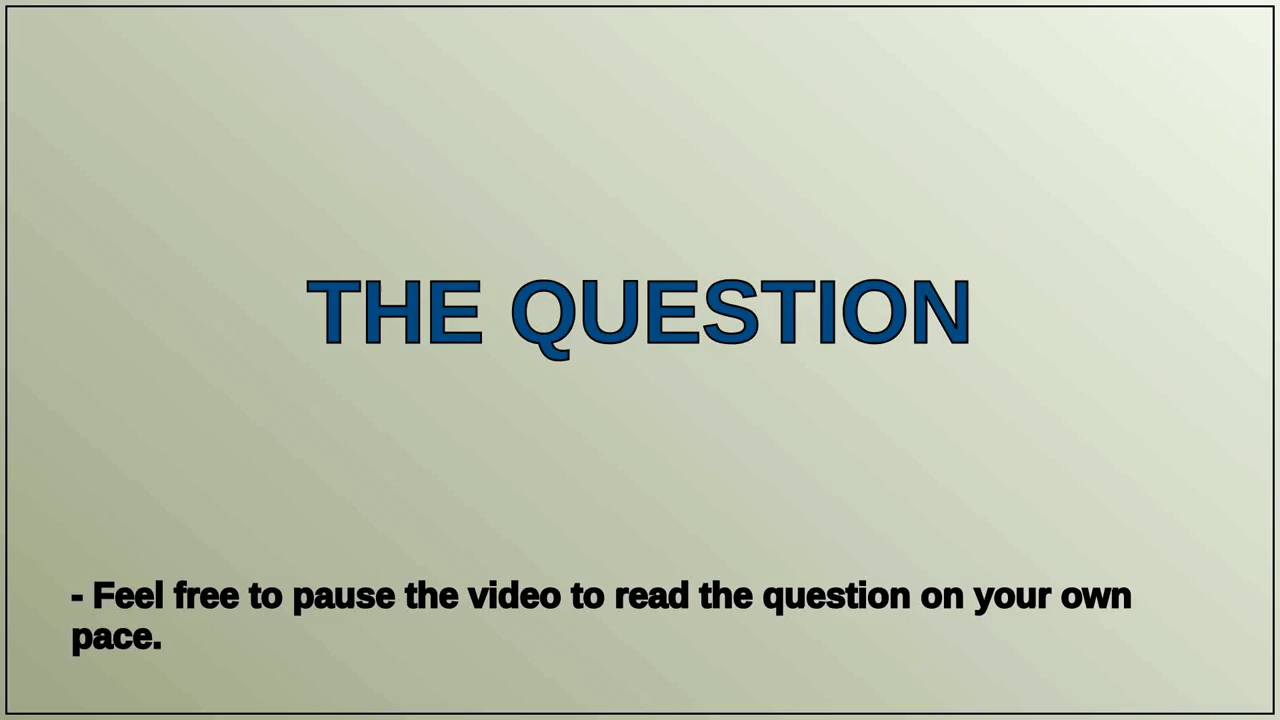 THE QUESTION
- Feel free to pause the video to read the question on your own
pace.